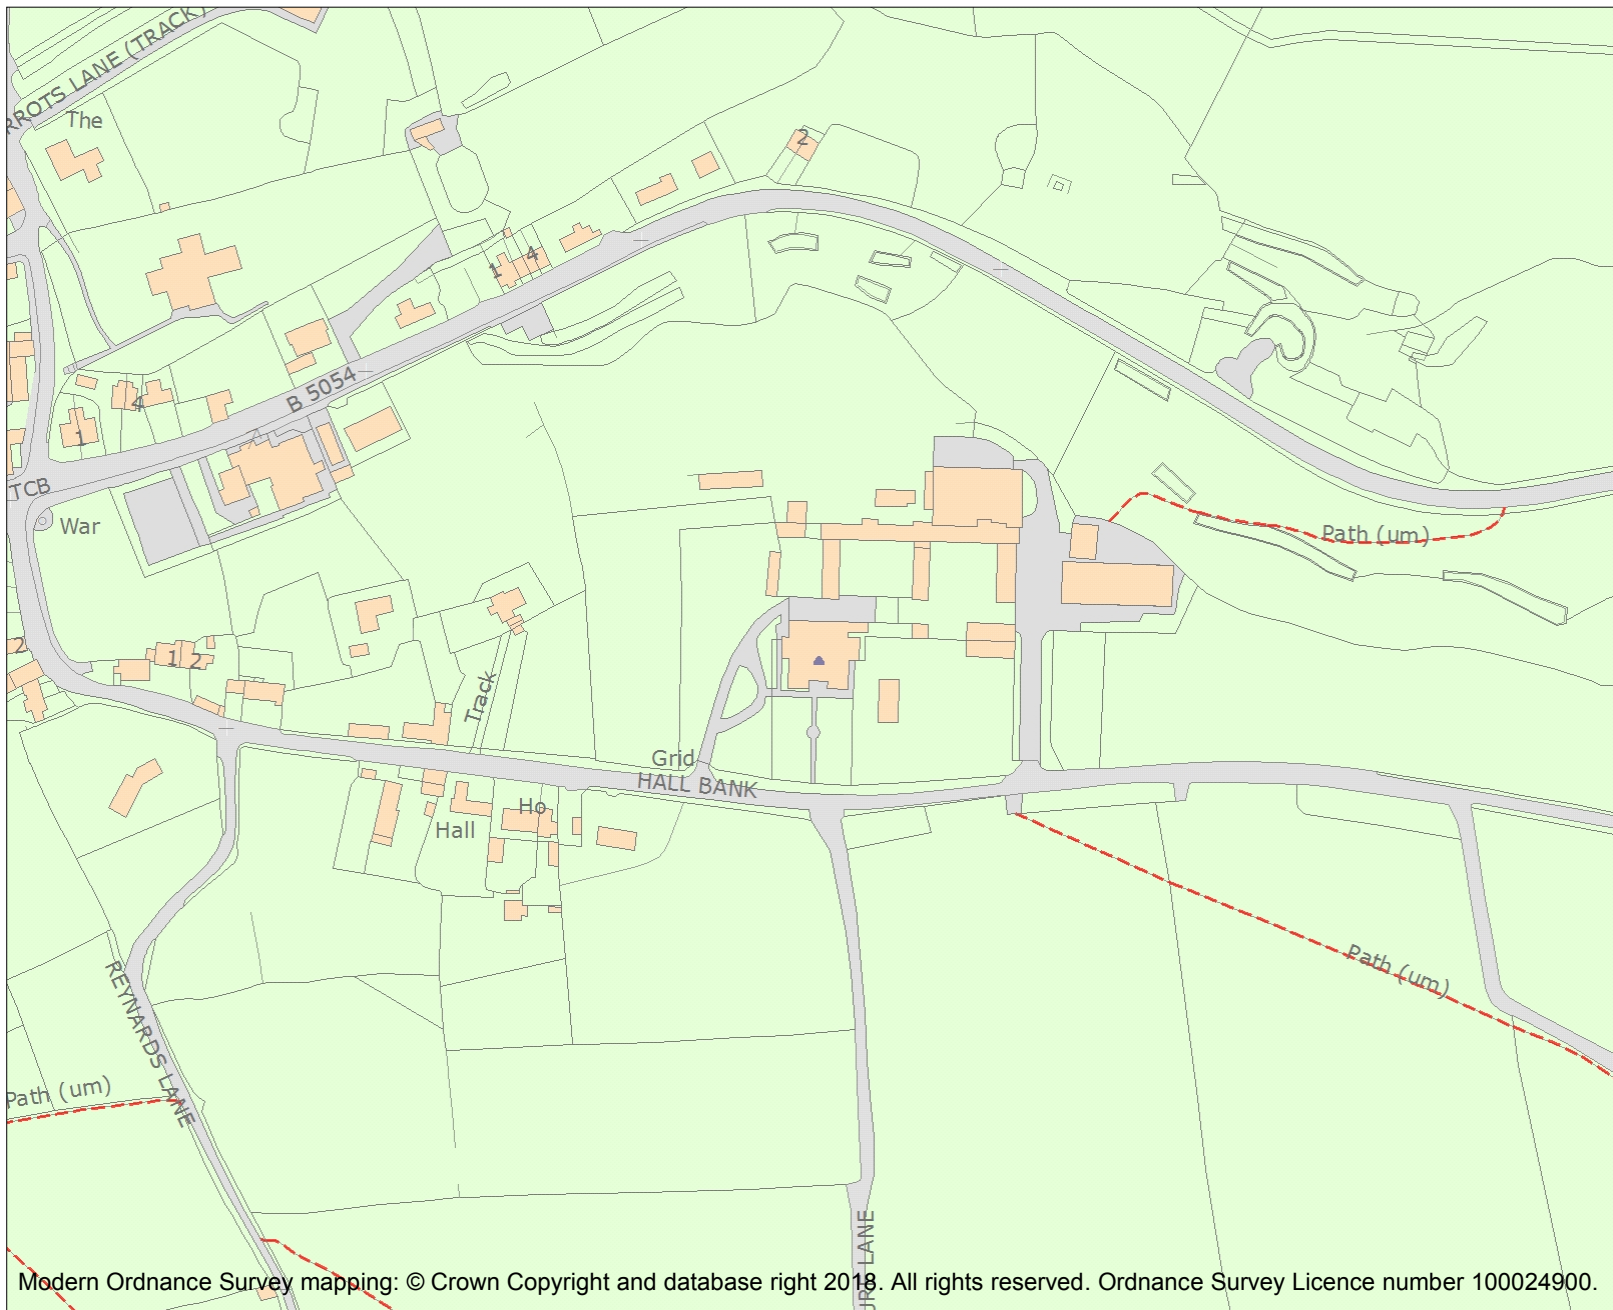 RROTS LANE (TRACK)
The
2
1
4
B 5054
4
1
TCB
War
Path (um)
2
1
2
Track
Grid
HALL BANK
Ho
Hall
Path (um)
REYNARDS LANE
Path (um)
LANE
Modern Ordnance Survey mapping: © Crown Copyright and database right 2018. All rights reserved. Ordnance Survey Licence number 100024900.